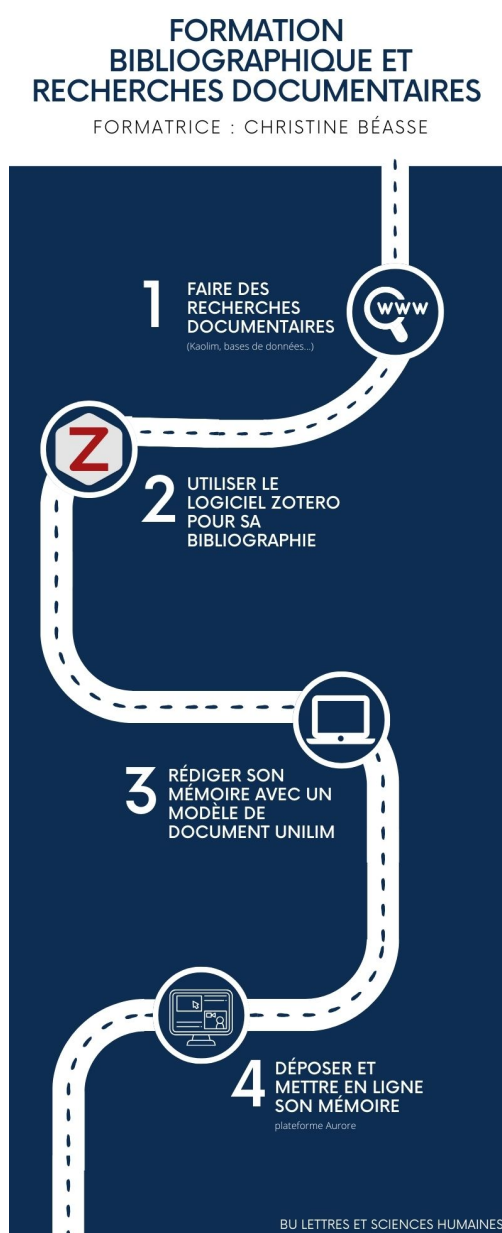 FORMATION
BIBLIOGRAPHIQUE ET
RECHERCHES DOCUMENTAIRES
FORMATRICE : CHRISTINE BÉASSE
WWW
1
FAIRE DES
RECHERCHES
DOCUMENTAIRES
(Kaolim, bases de données...)
Z
2
UTILISER LE
LOGICIEL ZOTERO
POUR SA
BIBLIOGRAPHIE
3
RÉDIGER SON
MÉMOIRE AVEC UN
MODÈLE DE
DOCUMENT UNILIM
4
DÉPOSER ET
METTRE EN LIGNE
SON MÉMOIRE
plateforme Aurore
BU LETTRES ET SCIENCES HUMAINES